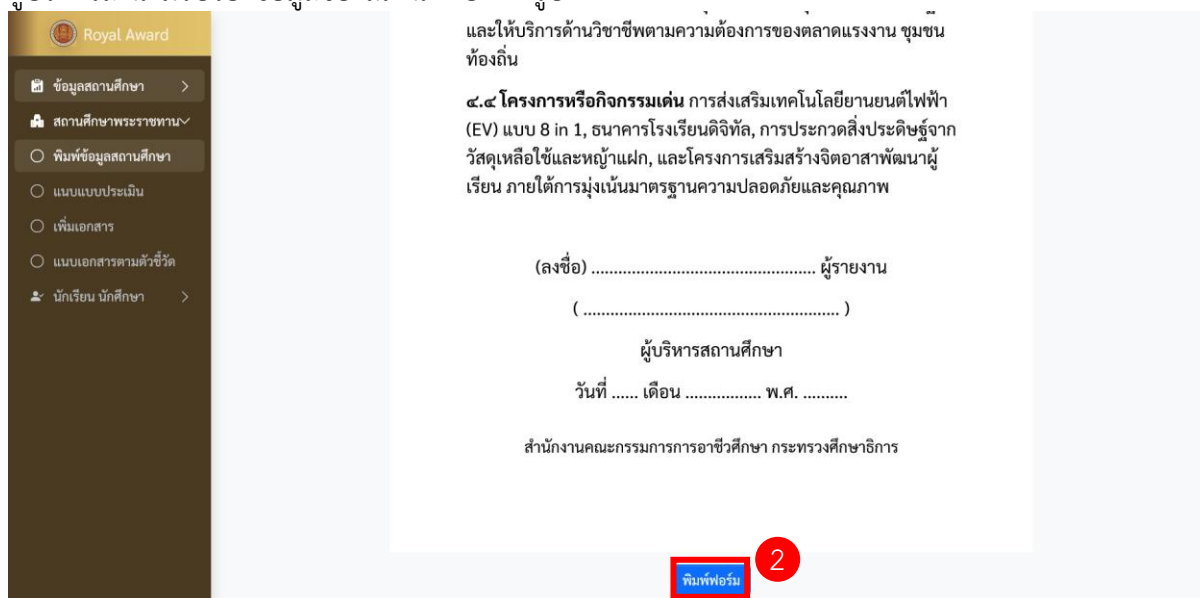 Royal Award
ข้อมูลสถานศึกษา
สถานศึกษาพระราชทาน
พิมพ์ข้อมูลสถานศึกษา
แนบแบบประเมิน
เพิ่มเอกสาร
แนบเอกสารตามตัวชี้วัด
นักเรียน นักศึกษา
และให้บริการด้านวิชาชีพตามความต้องการของตลาดแรงงาน ชุมชน
ท้องถิ่น
๔.๔ โครงการหรือกิจกรรมเด่น การส่งเสริมเทคโนโลยียานยนต์ไฟฟ้า
(EV) แบบ 8 in 1, ธนาคารโรงเรียนดิจิทัล, การประกวดสิ่งประดิษฐ์จาก
วัสดุเหลือใช้และหญ้าแฝก, และโครงการเสริมสร้างจิตอาสาพัฒนาผู้
เรียน ภายใต้การมุ่งเน้นมาตรฐานความปลอดภัยและคุณภาพ
(ลงชื่อ) .................................................. ผู้รายงาน
( ......................................................... )
ผู้บริหารสถานศึกษา
วันที่ ...... เดือน ................. พ.ศ. ..........
สำนักงานคณะกรรมการการอาชีวศึกษา กระทรวงศึกษาธิการ
พิมพ์ฟอร์ม
2